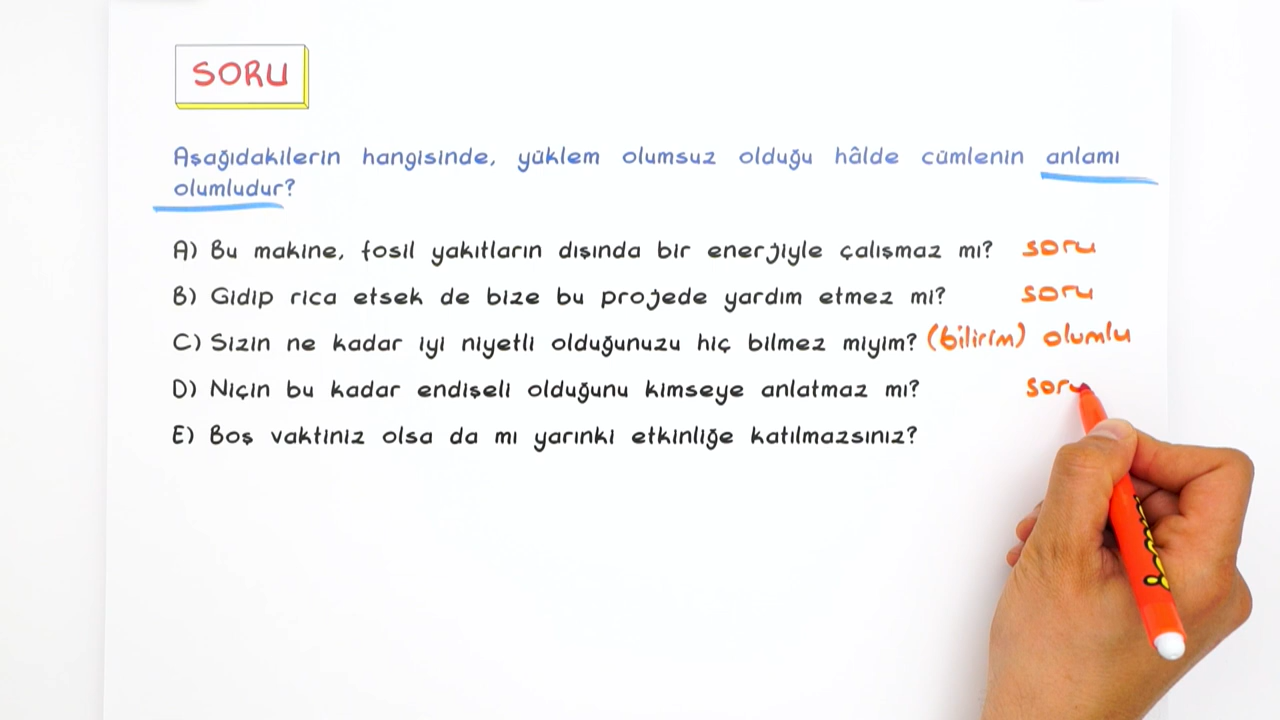 SORU
Aşağıdakilerin hangisinde, yüklem olumsuz olduğu hâlde cümlenin anlamı
olumludur?
A) Bu makine, fosil yakıtların dışında bir enerjiyle çalışmaz mı? soru
B) Gidip rica etsek de bize bu projede yardım etmez mi? soru
C) Sizin ne kadar iyi niyetli olduğunuzu hiç bilmez miyim? (bilirim) olumlu
D) Niçin bu kadar endişeli olduğunu kimseye anlatmaz mı? soru
E) Boş vaktiniz olsa da mı yarınki etkinliğe katılmazsınız?